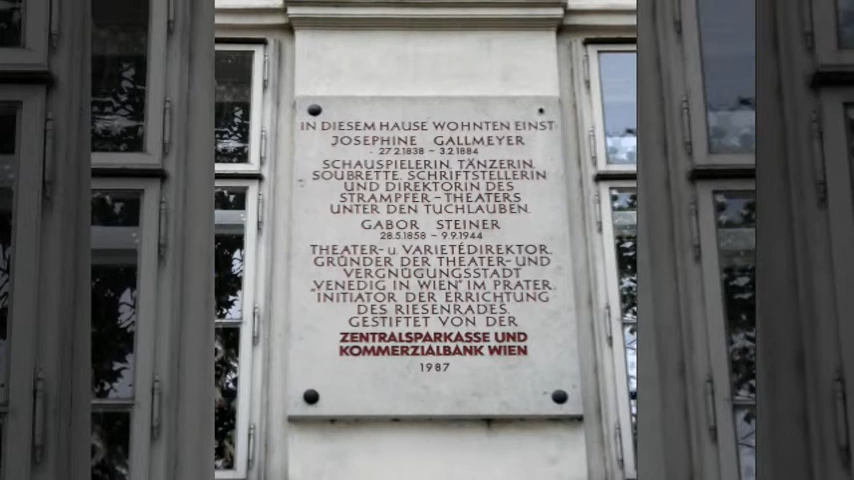 IN DIESEM HAUSE WOHNTEN EINST
JOSEPHINE GALLMEYER
27.2.1838 – 3.2.1884
SCHAUSPIELERIN, TÄNZERIN,
SOUBRETTE, SCHRIFTSTELLERIN
UND DIREKTORIN DES
STRAMPFER – THEATERS
UNTER DEN TUCHLAUBEN.
GABOR STEINER
28.5.1858 – 9.9.1944
THEATER- u. VARIETÉDIREKTOR,
GRÜNDER DER THEATER- UND
VERGNÜGUNGSSTADT
„VENEDIG IN WIEN" IM PRATER,
INITIATOR DER ERRICHTUNG
DES RIESENRADES.
GESTIFTET VON DER
ZENTRALSPARKASSE UND
KOMMERZIALBANK WIEN
1987